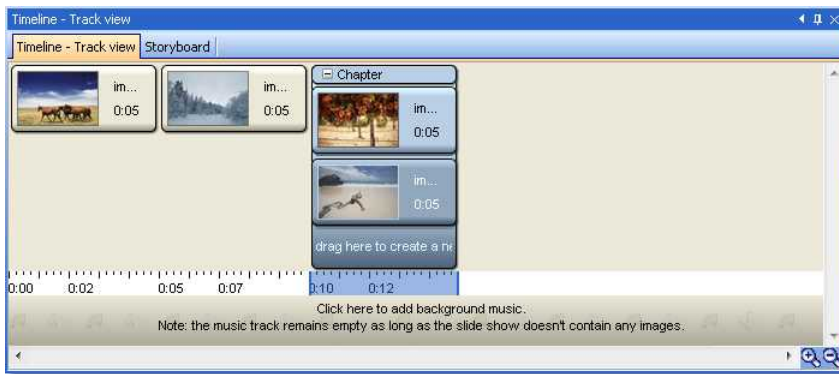 Timeline - Track view
Timeline - Track view Storyboard
im...
0:05
im...
0:05
Chapter
im...
0:05
im...
0:05
drag here to create a ne
0:00 0:02 0:05 0:07 0:10 0:12
Click here to add background music.
Note: the music track remains empty as long as the slide show doesn't contain any images.